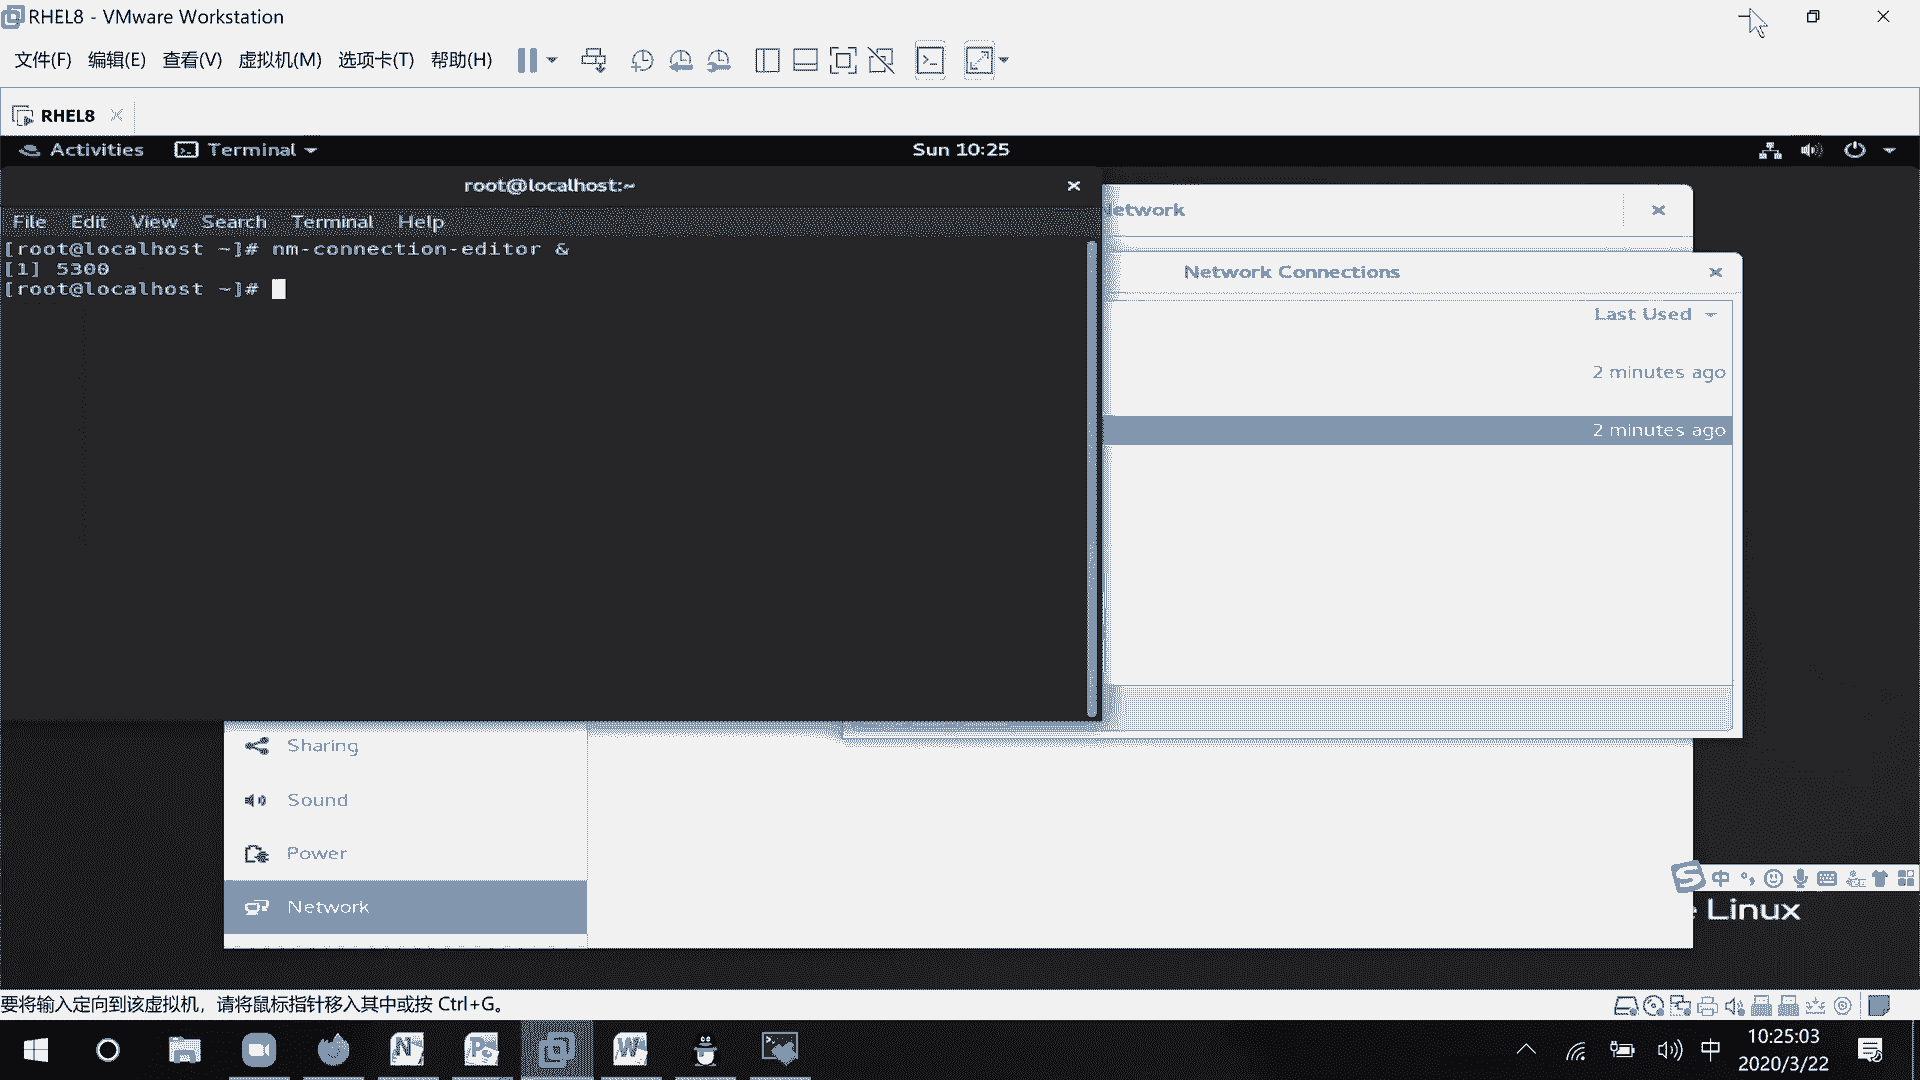 RHEL8 - VMware Workstation
文件(F) 编辑(E) 查看(V) 虚拟机(M) 选项卡(T) 帮助(H)
RHEL8
Activities Terminal Sun 10:25
root@localhost:~
File Edit View Search Terminal Help
[root@localhost ~]# nm-connection-editor &
[1] 5300
[root@localhost ~]#
Network
Network Connections
Last Used
2 minutes ago
2 minutes ago
Sharing
Sound
Power
Network
中
Linux
要将输入定向到该虚拟机，请将鼠标指针移入其中或按 Ctrl+G。
中
10:25:03
2020/3/22